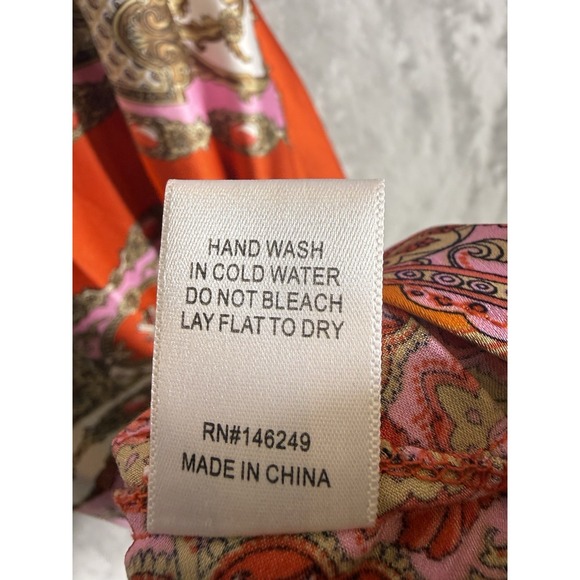 HAND WASH
IN COLD WATER
DO NOT BLEACH
LAY FLAT TO DRY
RN#146249
MADE IN CHINA